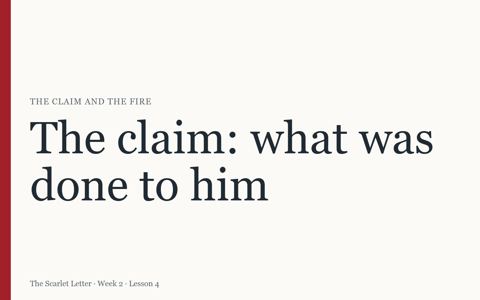 THE CLAIM AND THE FIRE
The claim: what was
done to him
The Scarlet Letter · Week 2 · Lesson 4